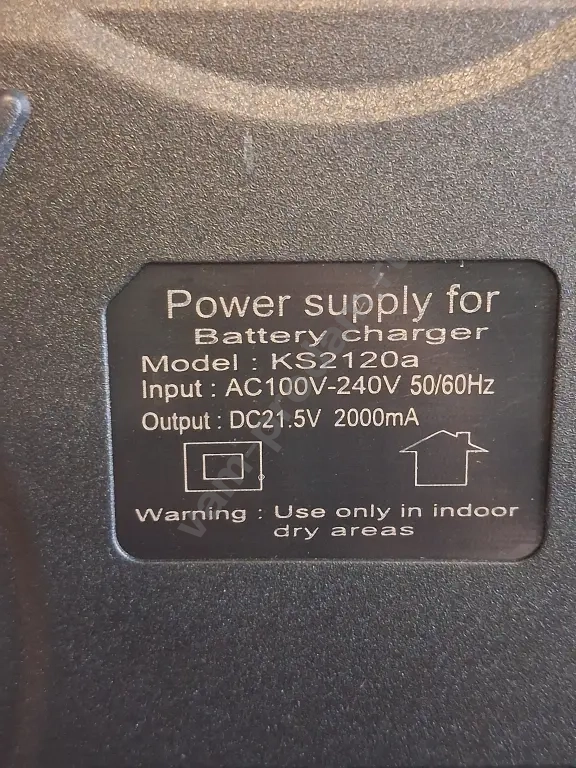 Power supply for
Battery charger
Model : KS2120a
Input : AC100V-240V 50/60Hz
Output : DC21.5V 2000mA
Warning : Use only in indoor
dry areas